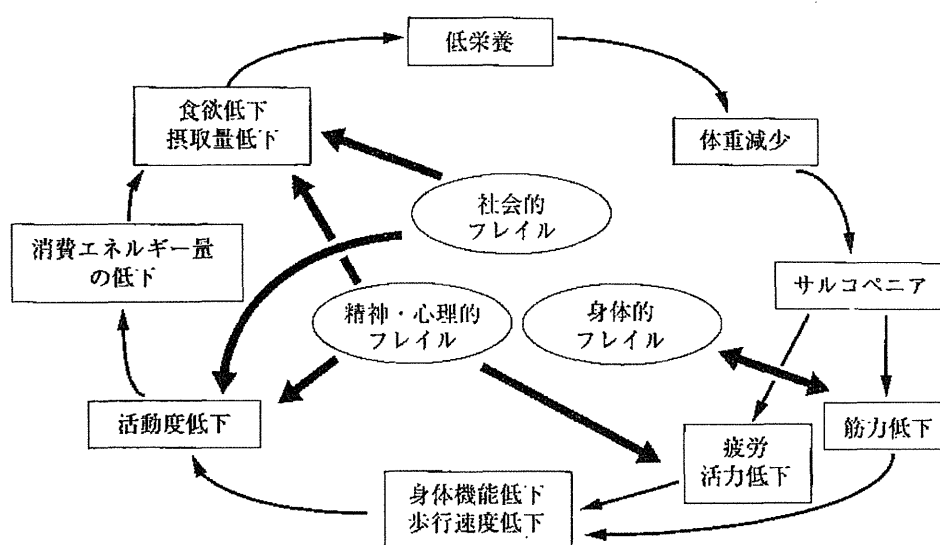 低栄養
食欲低下
摂取量低下
体重減少
社会的
フレイル
消費エネルギー量
の低下
サルコペニア
精神・心理的
フレイル
身体的
フレイル
活動度低下
筋力低下
疲労
活力低下
身体機能低下
歩行速度低下